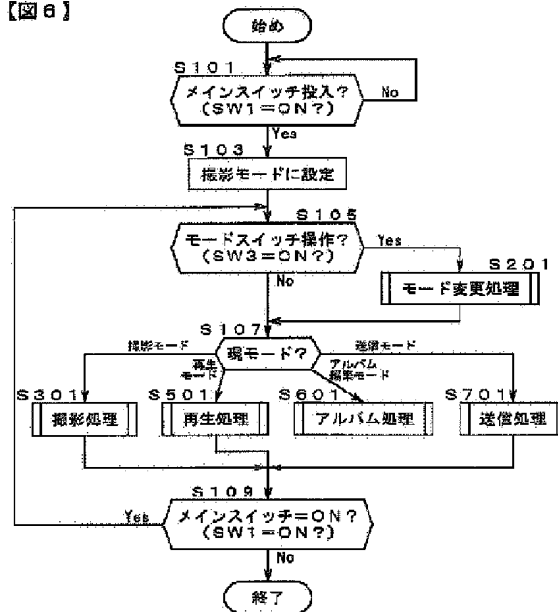 【図6】
始め
S101
メインスイッチ投入?
(SW1=ON?)
No
Yes
S103
撮影モードに設定
S105
モードスイッチ操作?
(SW3=ON?)
Yes
No
S201
モード変更処理
S107
現モード?
撮影モード
再生
モード
アルバム
編集モード
送信モード
S301
撮影処理
S501
再生処理
S601
アルバム処理
S701
送信処理
S109
メインスイッチ=ON?
(SW1=ON?)
Yes
No
終了